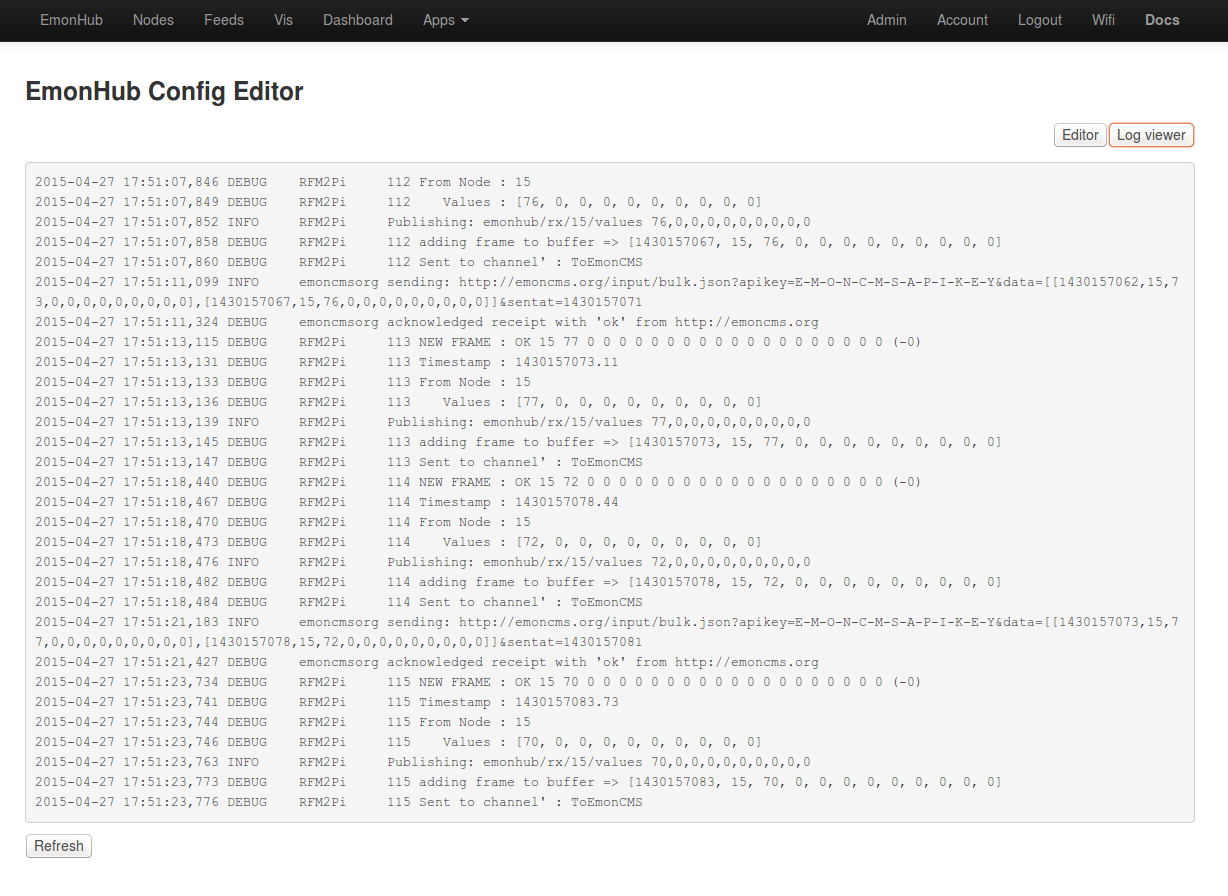 EmonHub Nodes Feeds Vis Dashboard Apps Admin Account Logout Wifi Docs
EmonHub Config Editor
Editor Log viewer
2015-04-27 17:51:07,846 DEBUG    RFM2Pi     112 From Node : 15
2015-04-27 17:51:07,849 DEBUG    RFM2Pi     112    Values : [76, 0, 0, 0, 0, 0, 0, 0, 0, 0]
2015-04-27 17:51:07,852 INFO     RFM2Pi     Publishing: emonhub/rx/15/values 76,0,0,0,0,0,0,0,0,0
2015-04-27 17:51:07,858 DEBUG    RFM2Pi     112 adding frame to buffer => [1430157067, 15, 76, 0, 0, 0, 0, 0, 0, 0, 0, 0]
2015-04-27 17:51:07,860 DEBUG    RFM2Pi     112 Sent to channel' : ToEmonCMS
2015-04-27 17:51:11,099 INFO     emoncmsorg sending: http://emoncms.org/input/bulk.json?apikey=E-M-O-N-C-M-S-A-P-I-K-E-Y&data=[[1430157062,15,7
3,0,0,0,0,0,0,0,0,0],[1430157067,15,76,0,0,0,0,0,0,0,0,0]]&sentat=1430157071
2015-04-27 17:51:11,324 DEBUG    emoncmsorg acknowledged receipt with 'ok' from http://emoncms.org
2015-04-27 17:51:13,115 DEBUG    RFM2Pi     113 NEW FRAME : OK 15 77 0 0 0 0 0 0 0 0 0 0 0 0 0 0 0 0 0 0 0 (-0)
2015-04-27 17:51:13,131 DEBUG    RFM2Pi     113 Timestamp : 1430157073.11
2015-04-27 17:51:13,133 DEBUG    RFM2Pi     113 From Node : 15
2015-04-27 17:51:13,136 DEBUG    RFM2Pi     113    Values : [77, 0, 0, 0, 0, 0, 0, 0, 0, 0]
2015-04-27 17:51:13,139 INFO     RFM2Pi     Publishing: emonhub/rx/15/values 77,0,0,0,0,0,0,0,0,0
2015-04-27 17:51:13,145 DEBUG    RFM2Pi     113 adding frame to buffer => [1430157073, 15, 77, 0, 0, 0, 0, 0, 0, 0, 0, 0]
2015-04-27 17:51:13,147 DEBUG    RFM2Pi     113 Sent to channel' : ToEmonCMS
2015-04-27 17:51:18,440 DEBUG    RFM2Pi     114 NEW FRAME : OK 15 72 0 0 0 0 0 0 0 0 0 0 0 0 0 0 0 0 0 0 0 (-0)
2015-04-27 17:51:18,467 DEBUG    RFM2Pi     114 Timestamp : 1430157078.44
2015-04-27 17:51:18,470 DEBUG    RFM2Pi     114 From Node : 15
2015-04-27 17:51:18,473 DEBUG    RFM2Pi     114    Values : [72, 0, 0, 0, 0, 0, 0, 0, 0, 0]
2015-04-27 17:51:18,476 INFO     RFM2Pi     Publishing: emonhub/rx/15/values 72,0,0,0,0,0,0,0,0,0
2015-04-27 17:51:18,482 DEBUG    RFM2Pi     114 adding frame to buffer => [1430157078, 15, 72, 0, 0, 0, 0, 0, 0, 0, 0, 0]
2015-04-27 17:51:18,484 DEBUG    RFM2Pi     114 Sent to channel' : ToEmonCMS
2015-04-27 17:51:21,183 INFO     emoncmsorg sending: http://emoncms.org/input/bulk.json?apikey=E-M-O-N-C-M-S-A-P-I-K-E-Y&data=[[1430157073,15,7
7,0,0,0,0,0,0,0,0,0],[1430157078,15,72,0,0,0,0,0,0,0,0,0]]&sentat=1430157081
2015-04-27 17:51:21,427 DEBUG    emoncmsorg acknowledged receipt with 'ok' from http://emoncms.org
2015-04-27 17:51:23,734 DEBUG    RFM2Pi     115 NEW FRAME : OK 15 70 0 0 0 0 0 0 0 0 0 0 0 0 0 0 0 0 0 0 0 (-0)
2015-04-27 17:51:23,741 DEBUG    RFM2Pi     115 Timestamp : 1430157083.73
2015-04-27 17:51:23,744 DEBUG    RFM2Pi     115 From Node : 15
2015-04-27 17:51:23,746 DEBUG    RFM2Pi     115    Values : [70, 0, 0, 0, 0, 0, 0, 0, 0, 0]
2015-04-27 17:51:23,763 INFO     RFM2Pi     Publishing: emonhub/rx/15/values 70,0,0,0,0,0,0,0,0,0
2015-04-27 17:51:23,773 DEBUG    RFM2Pi     115 adding frame to buffer => [1430157083, 15, 70, 0, 0, 0, 0, 0, 0, 0, 0, 0]
2015-04-27 17:51:23,776 DEBUG    RFM2Pi     115 Sent to channel' : ToEmonCMS
Refresh